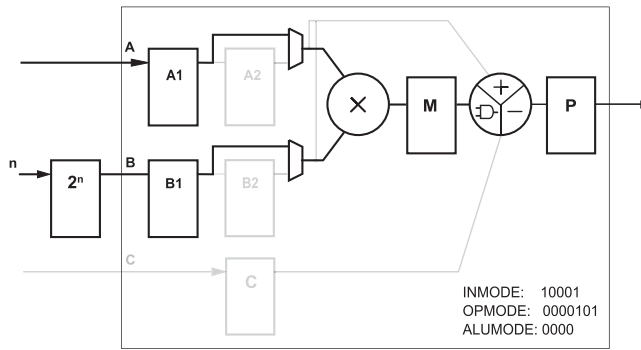 A
A1
A2
M
P
n
2ⁿ
B
B1
B2
C
C
INMODE: 10001
OPMODE: 0000101
ALUMODE: 0000